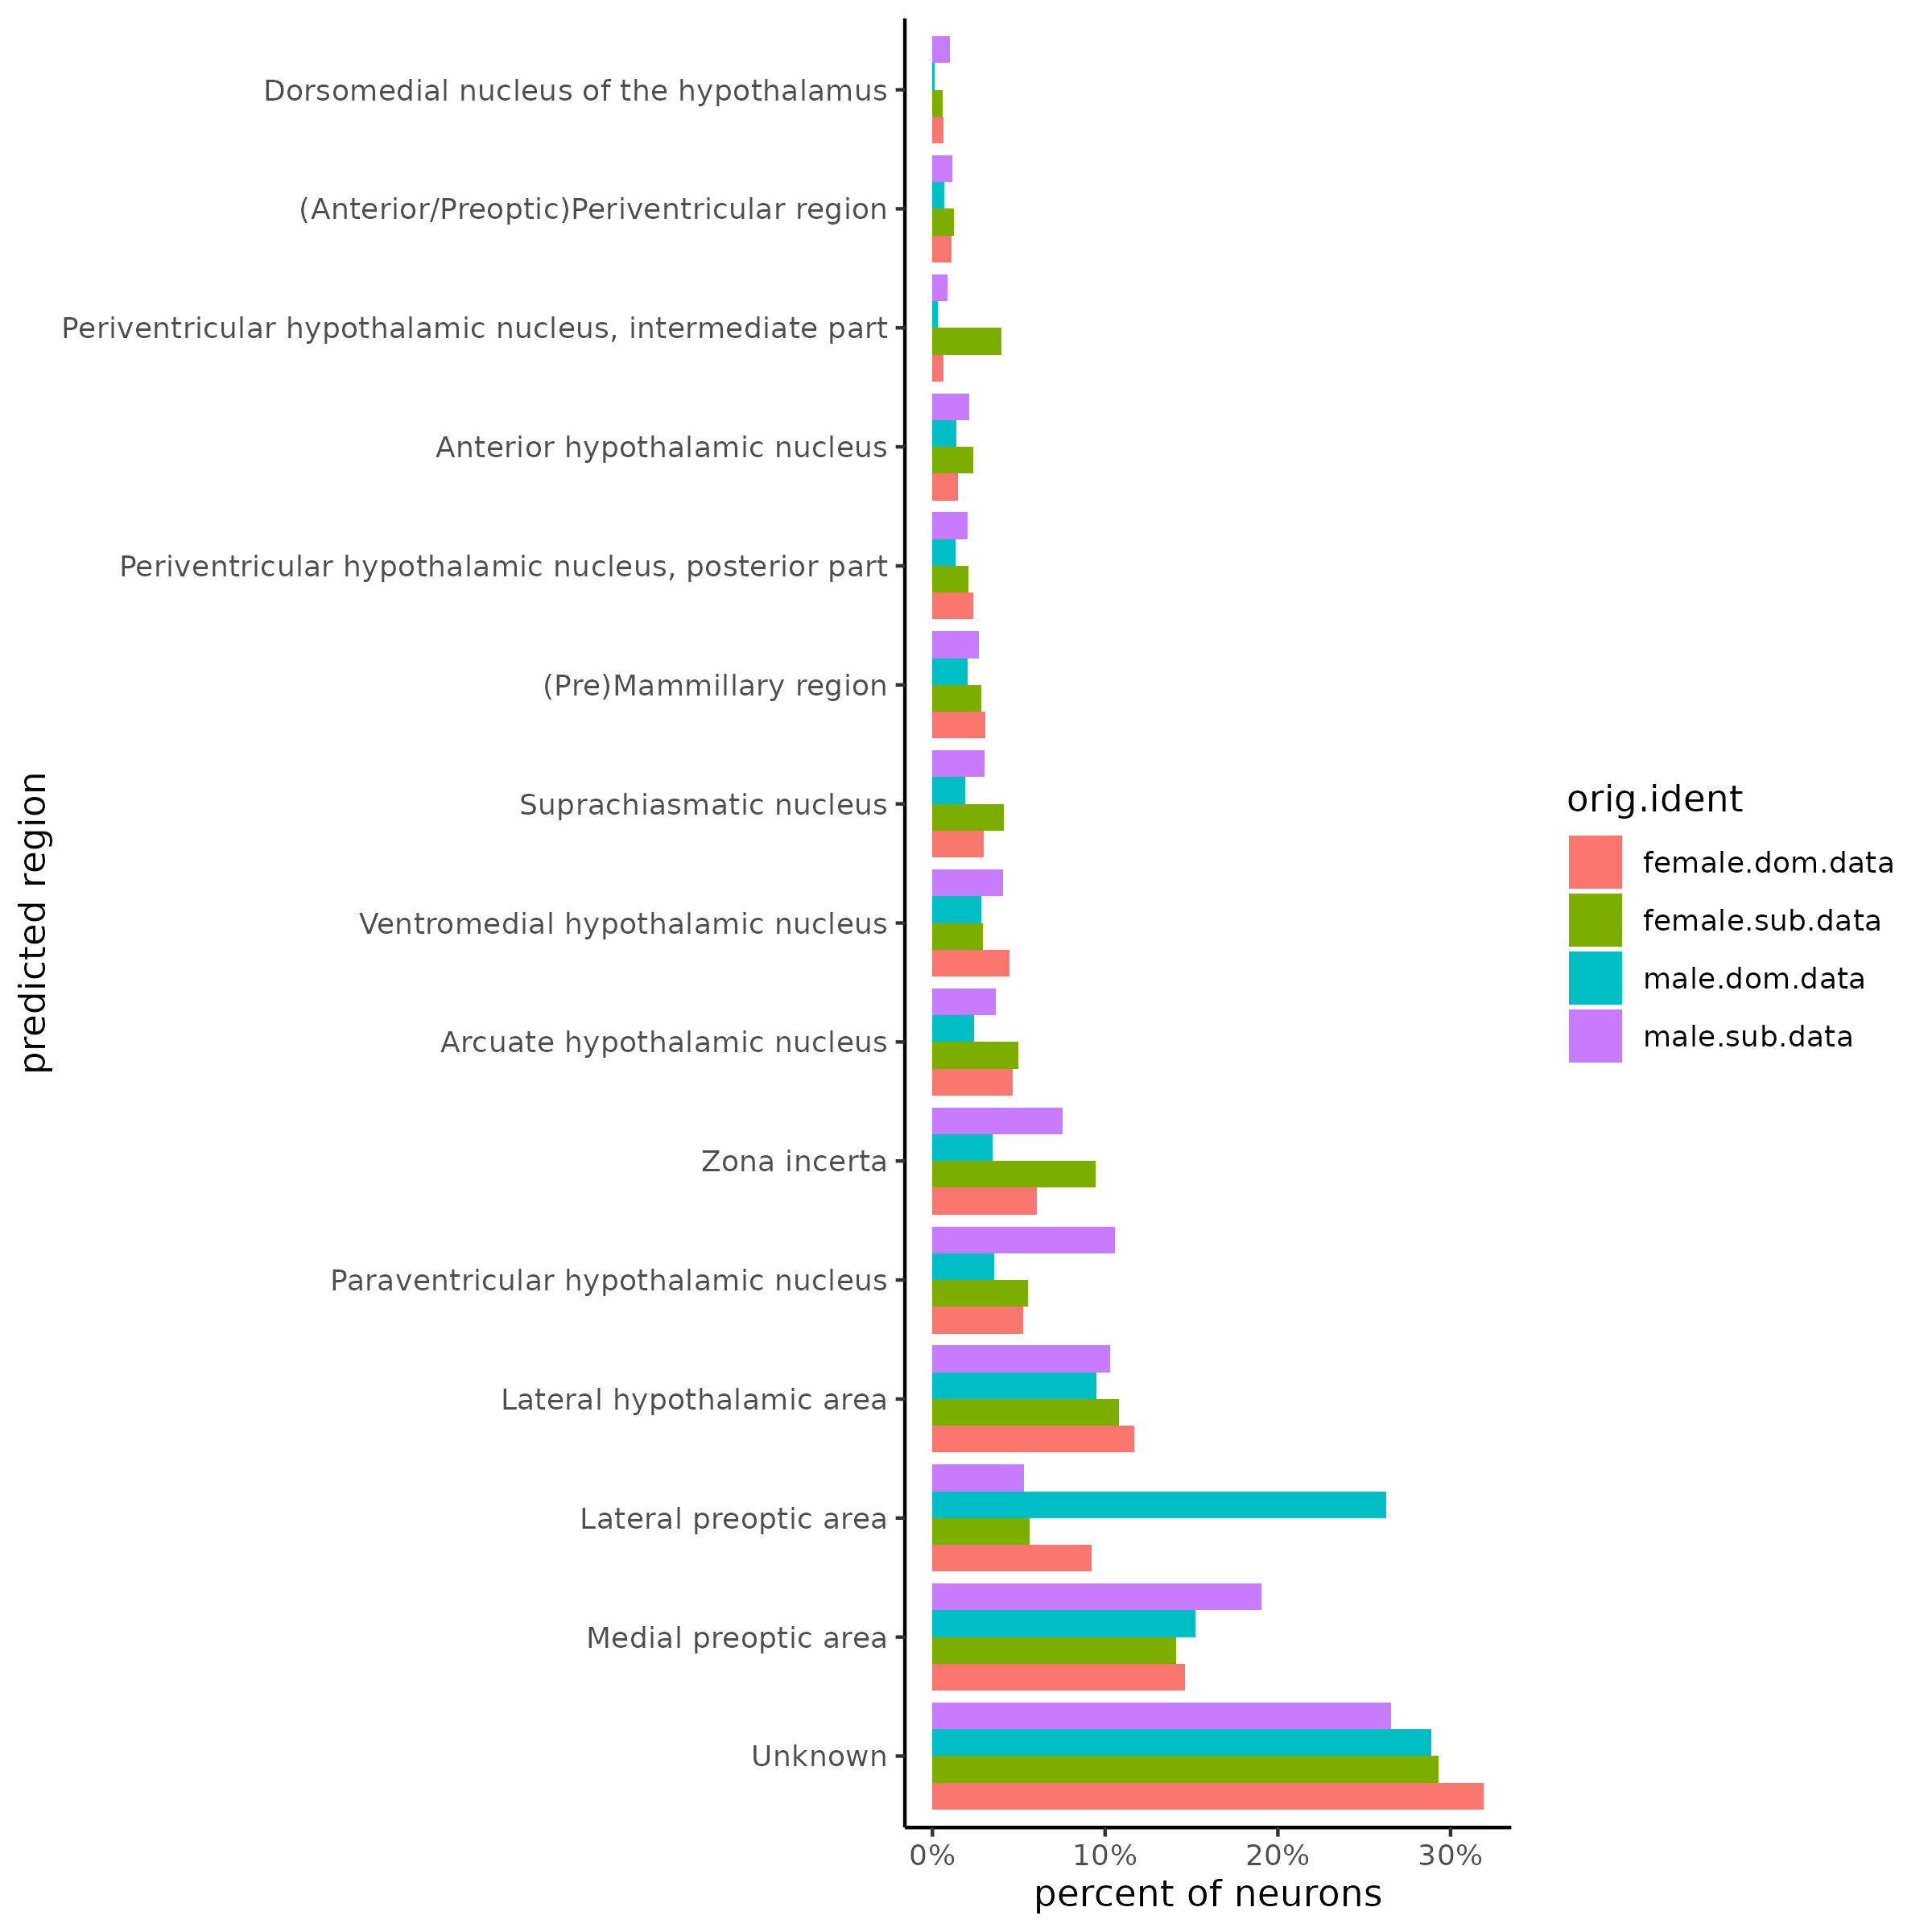 predicted region
Dorsomedial nucleus of the hypothalamus
(Anterior/Preoptic)Periventricular region
Periventricular hypothalamic nucleus, intermediate part
Anterior hypothalamic nucleus
Periventricular hypothalamic nucleus, posterior part
(Pre)Mammillary region
Suprachiasmatic nucleus
Ventromedial hypothalamic nucleus
Arcuate hypothalamic nucleus
Zona incerta
Paraventricular hypothalamic nucleus
Lateral hypothalamic area
Lateral preoptic area
Medial preoptic area
Unknown
0% 10% 20% 30%
percent of neurons
orig.ident
female.dom.data
female.sub.data
male.dom.data
male.sub.data